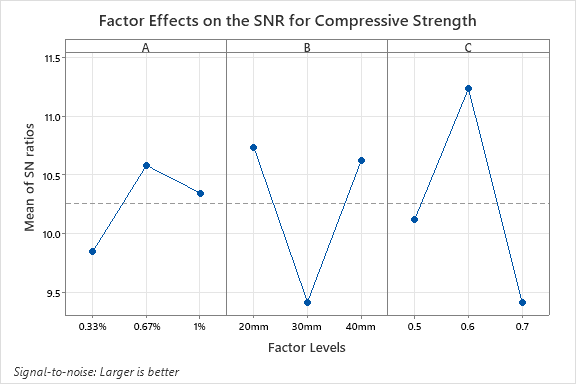 Factor Effects on the SNR for Compressive Strength
A B C
11.5
11.0
10.5
10.0
9.5
Mean of SN ratios
0.33% 0.67% 1% 20mm 30mm 40mm 0.5 0.6 0.7
Factor Levels
Signal-to-noise: Larger is better